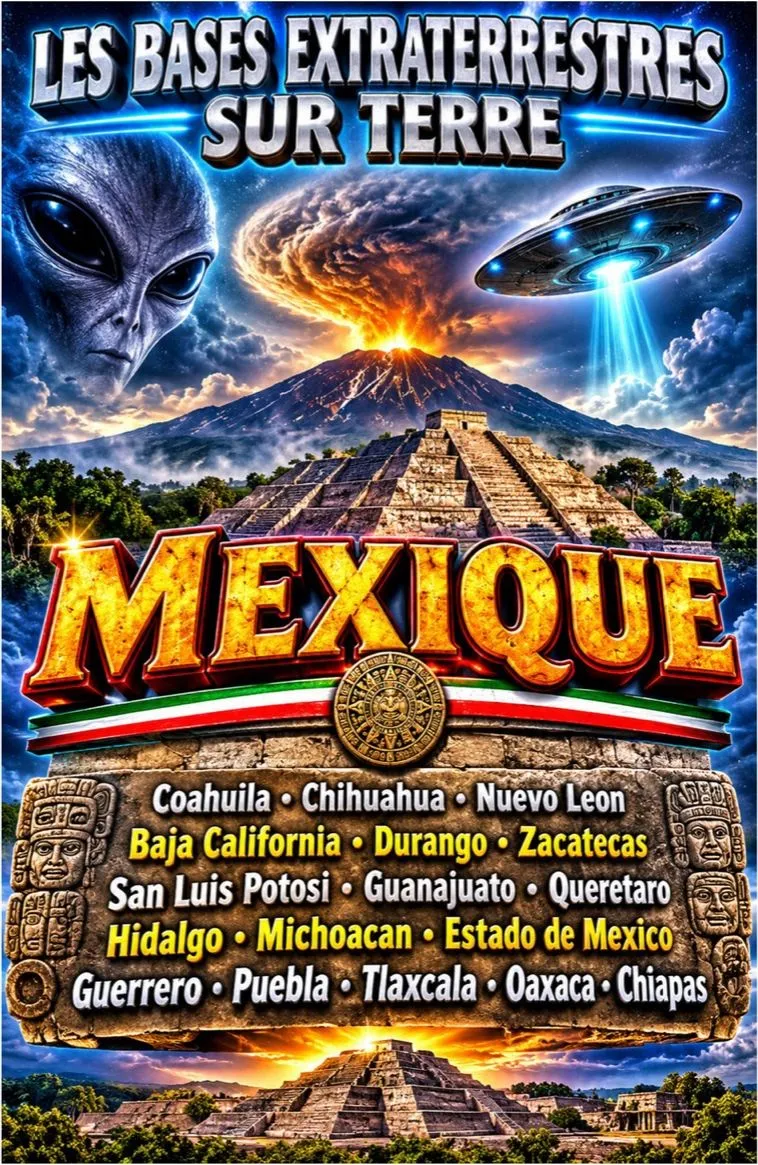 LES BASES EXTRATERRESTRES
SUR TERRE
MEXIQUE
Coahuila • Chihuahua • Nuevo Leon
Baja California • Durango • Zacatecas
San Luis Potosi • Guanajuato • Queretaro
Hidalgo • Michoacan • Estado de Mexico
Guerrero • Puebla • Tlaxcala • Oaxaca • Chiapas